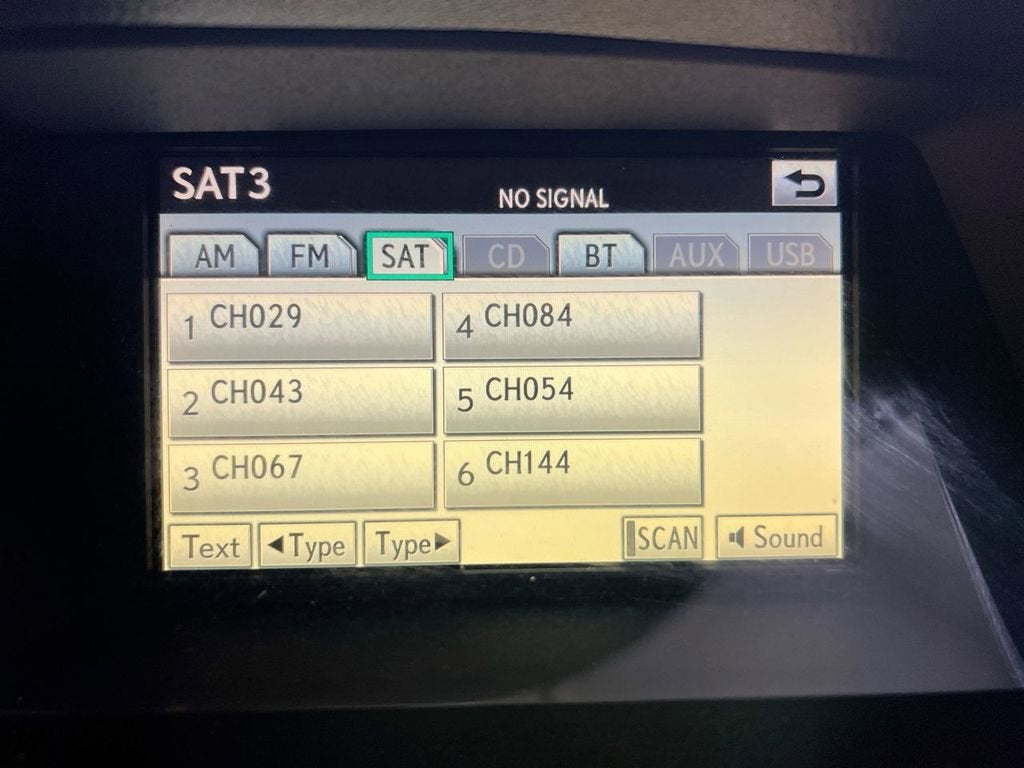 SAT3
NO SIGNAL
AM FM SAT CD BT AUX USB
1 CH029
4 CH084
2 CH043
5 CH054
3 CH067
6 CH144
Text ◄Type Type► SCAN Sound